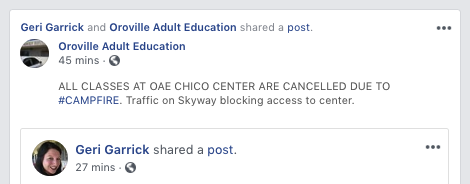 Geri Garrick and Oroville Adult Education shared a post.
Oroville Adult Education
45 mins ·
ALL CLASSES AT OAE CHICO CENTER ARE CANCELLED DUE TO
#CAMPFIRE. Traffic on Skyway blocking access to center.
Geri Garrick shared a post.
27 mins ·